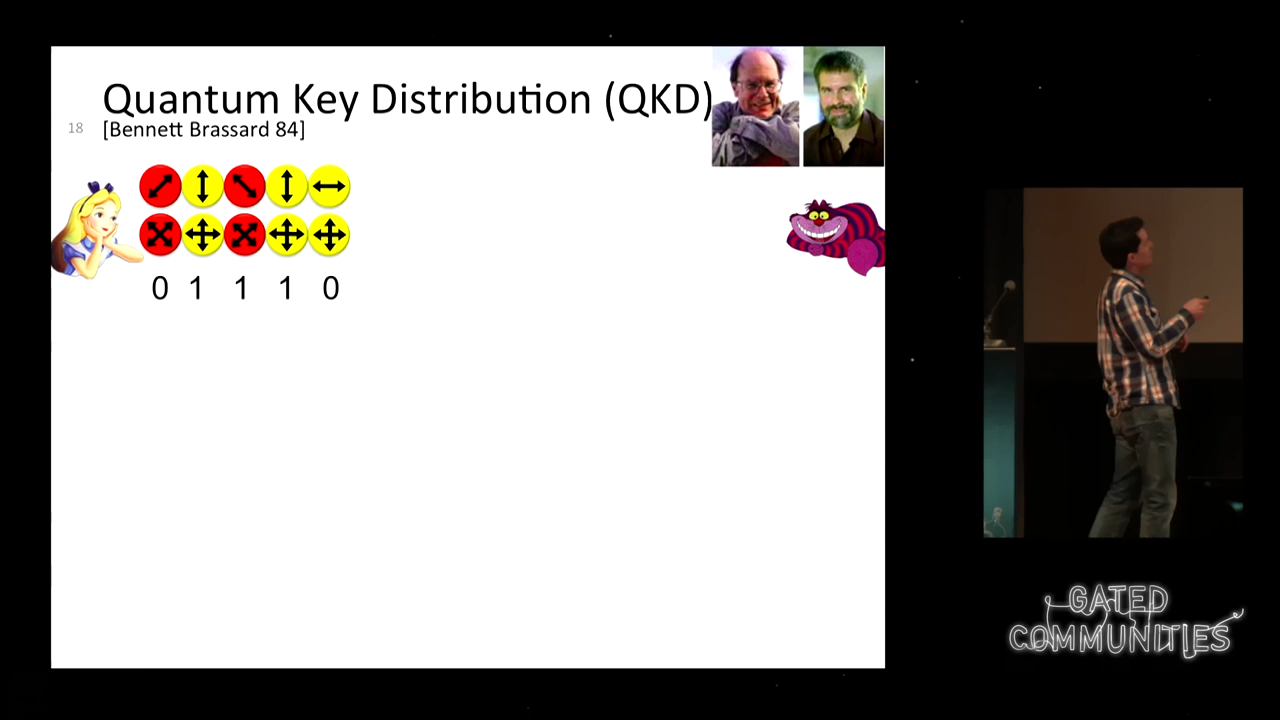 Quantum Key Distribution (QKD)
18 [Bennett Brassard 84]
0 1 1 1 0
GATED
COMMUNITIES